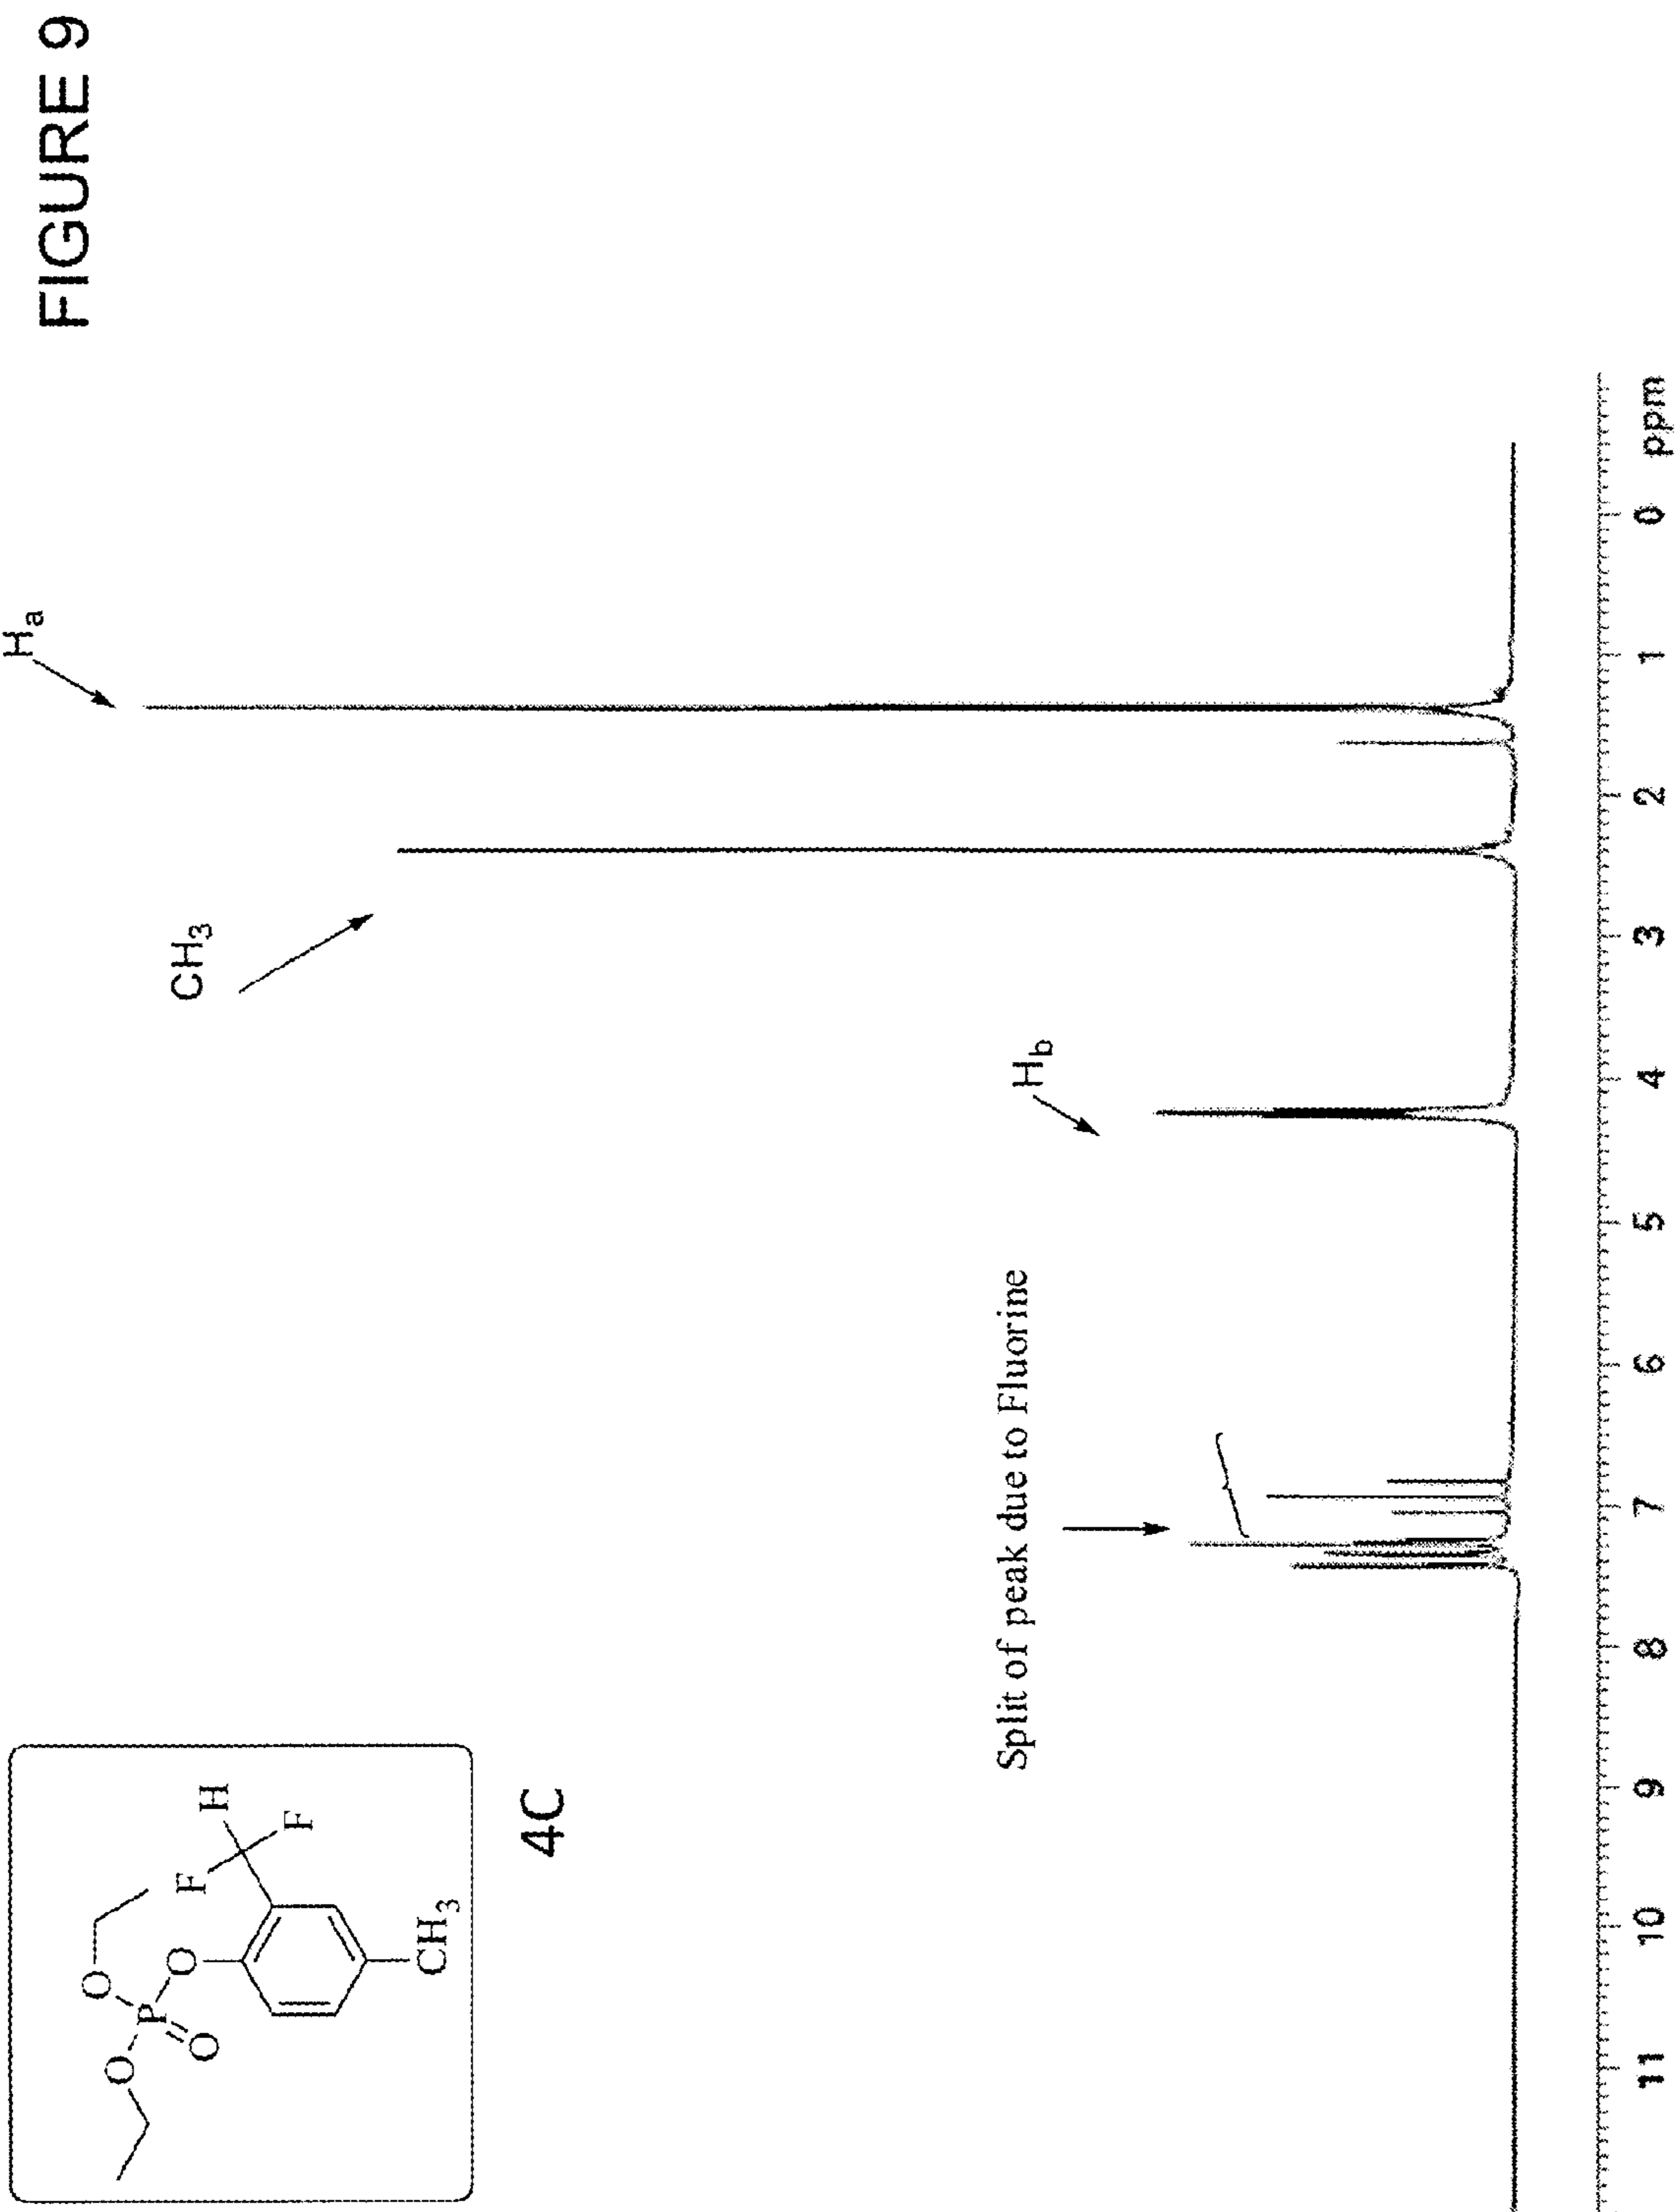 FIGURE 9
H
F
F
O
O
P
O
O
CH3
4C
Ha
CH3
Hb
Split of peak due to Fluorine
11 10 9 8 7 6 5 4 3 2 1 0 ppm